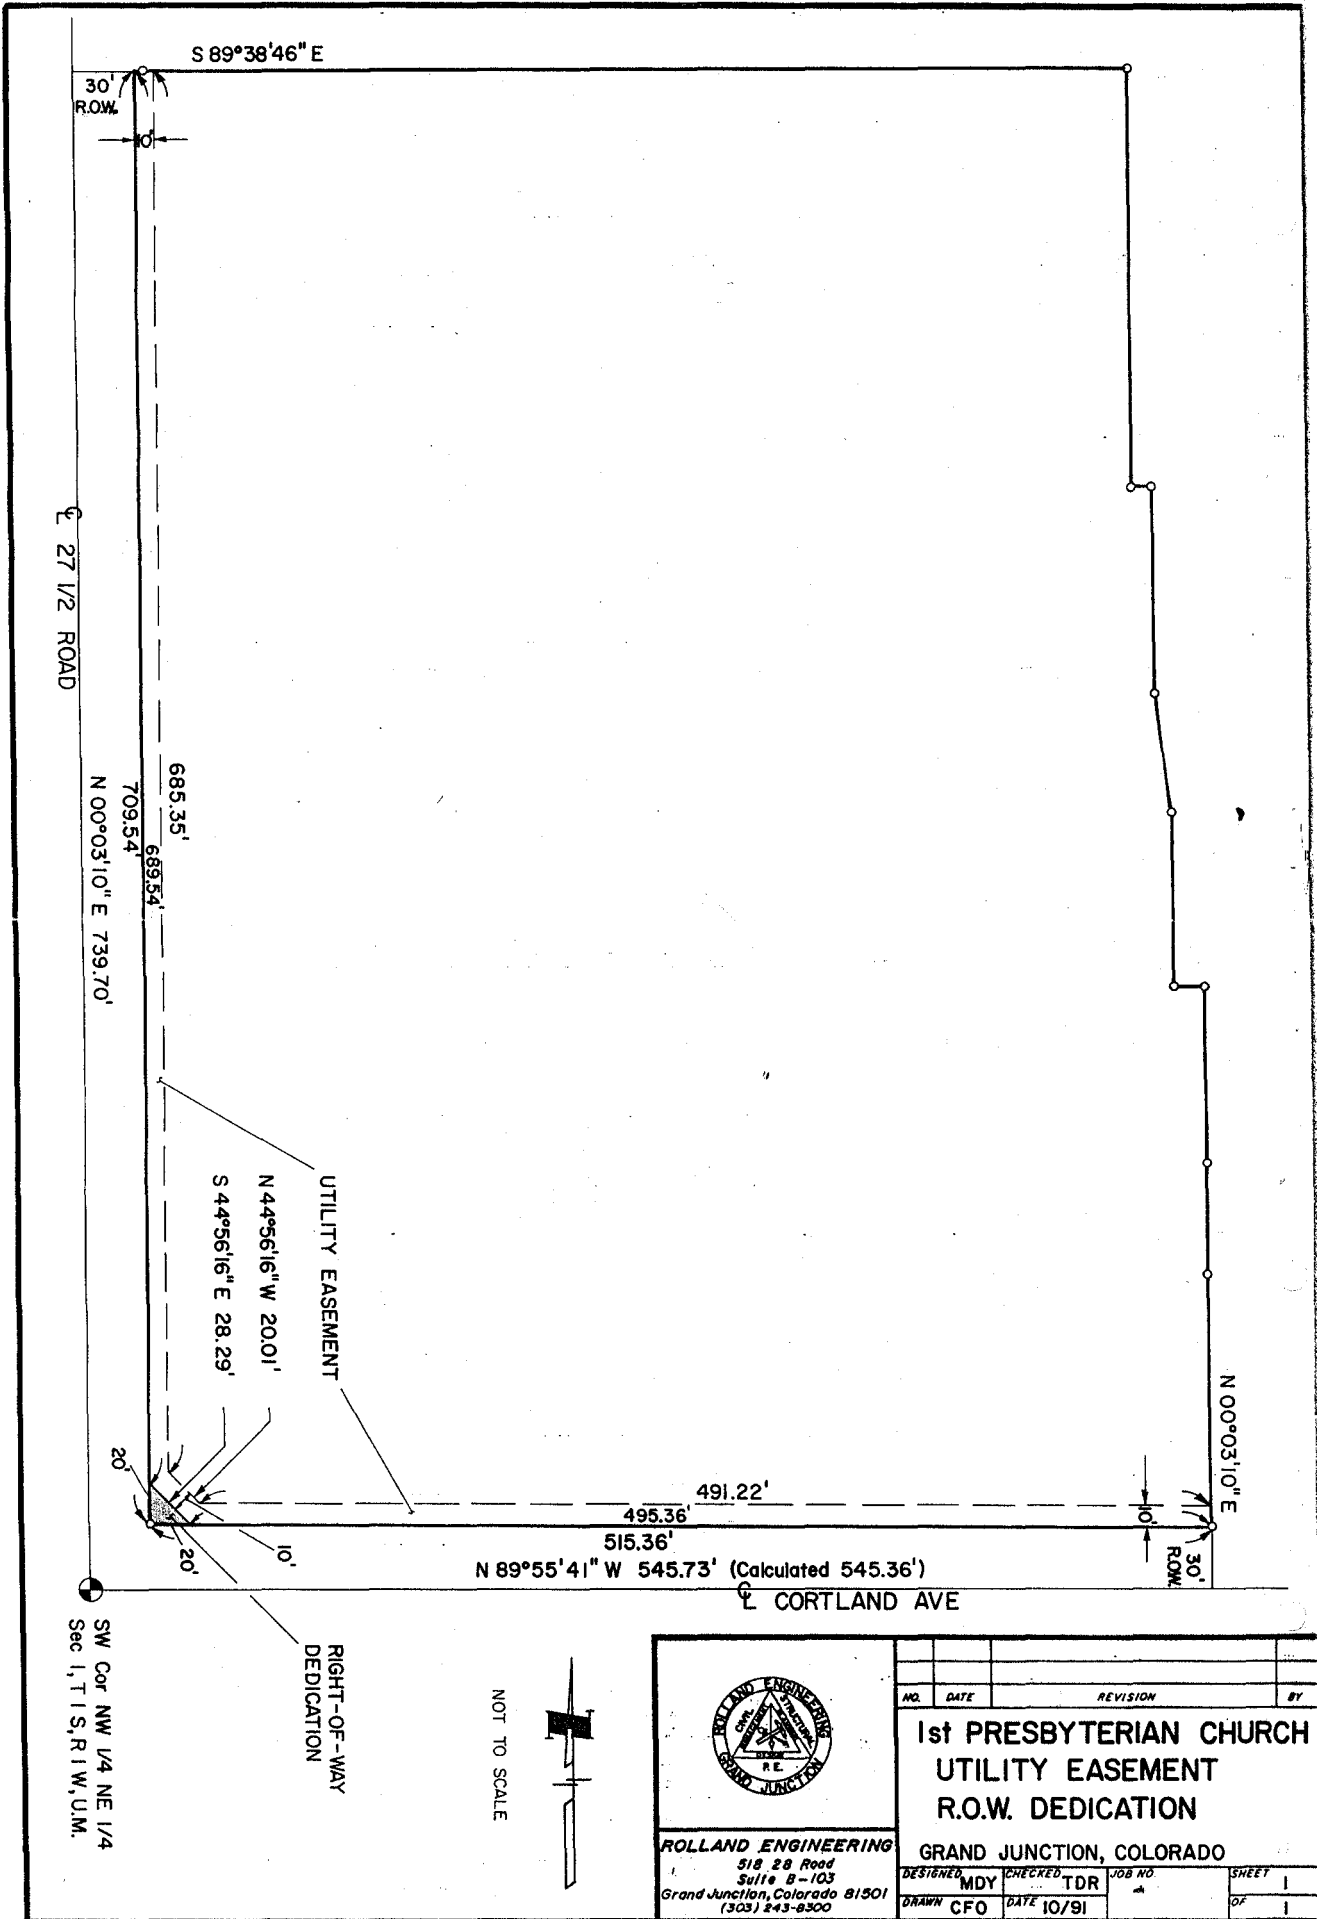 S 89°38'46" E
30'
R.O.W.
10'
℄ 27 1/2 ROAD
N 00°03'10" E 739.70'
709.54'
689.54'
685.35'
UTILITY EASEMENT
N 44°56'16" W 20.01'
S 44°56'16" E 28.29'
N 00°03'10" E
20'
20'
10'
491.22'
495.36'
515.36'
10'
30'
R.O.W.
N 89°55'41" W 545.73' (Calculated 545.36')
℄ CORTLAND AVE
SW Cor NW 1/4 NE 1/4
Sec 1, T 1 S, R 1 W, U.M.
RIGHT-OF-WAY
DEDICATION
NOT TO SCALE
N
ROLLAND ENGINEERING
GRAND JUNCTION
CIVIL
STRUCTURAL
P.E.
ROLLAND ENGINEERING
518 28 Road
Suite B-103
Grand Junction, Colorado 81501
(303) 243-8300
NO. DATE REVISION BY
1st PRESBYTERIAN CHURCH
UTILITY EASEMENT
R.O.W. DEDICATION
GRAND JUNCTION, COLORADO
DESIGNED MDY CHECKED TDR JOB NO. SHEET 1
DRAWN CFO DATE 10/91 OF 1